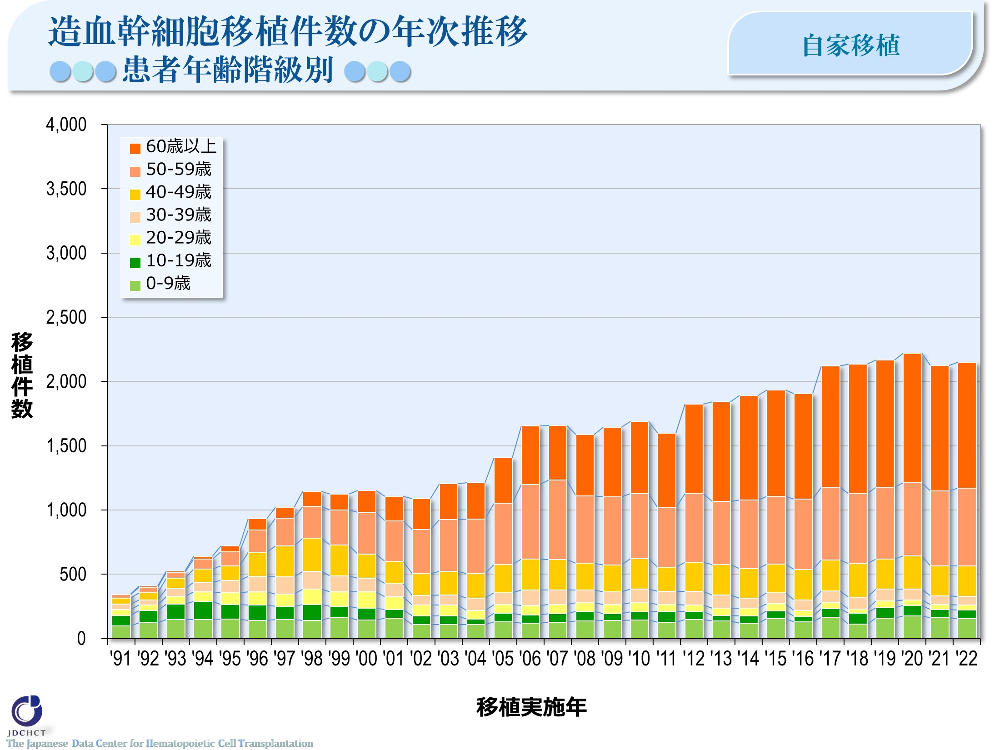 造血幹細胞移植件数の年次推移
患者年齢階級別
自家移植
4,000
3,500
3,000
2,500
2,000
1,500
1,000
500
0
60歳以上
50-59歳
40-49歳
30-39歳
20-29歳
10-19歳
0-9歳
移植件数
'91 '92 '93 '94 '95 '96 '97 '98 '99 '00 '01 '02 '03 '04 '05 '06 '07 '08 '09 '10 '11 '12 '13 '14 '15 '16 '17 '18 '19 '20 '21 '22
移植実施年
JDCHCT
The Japanese Data Center for Hematopoietic Cell Transplantation